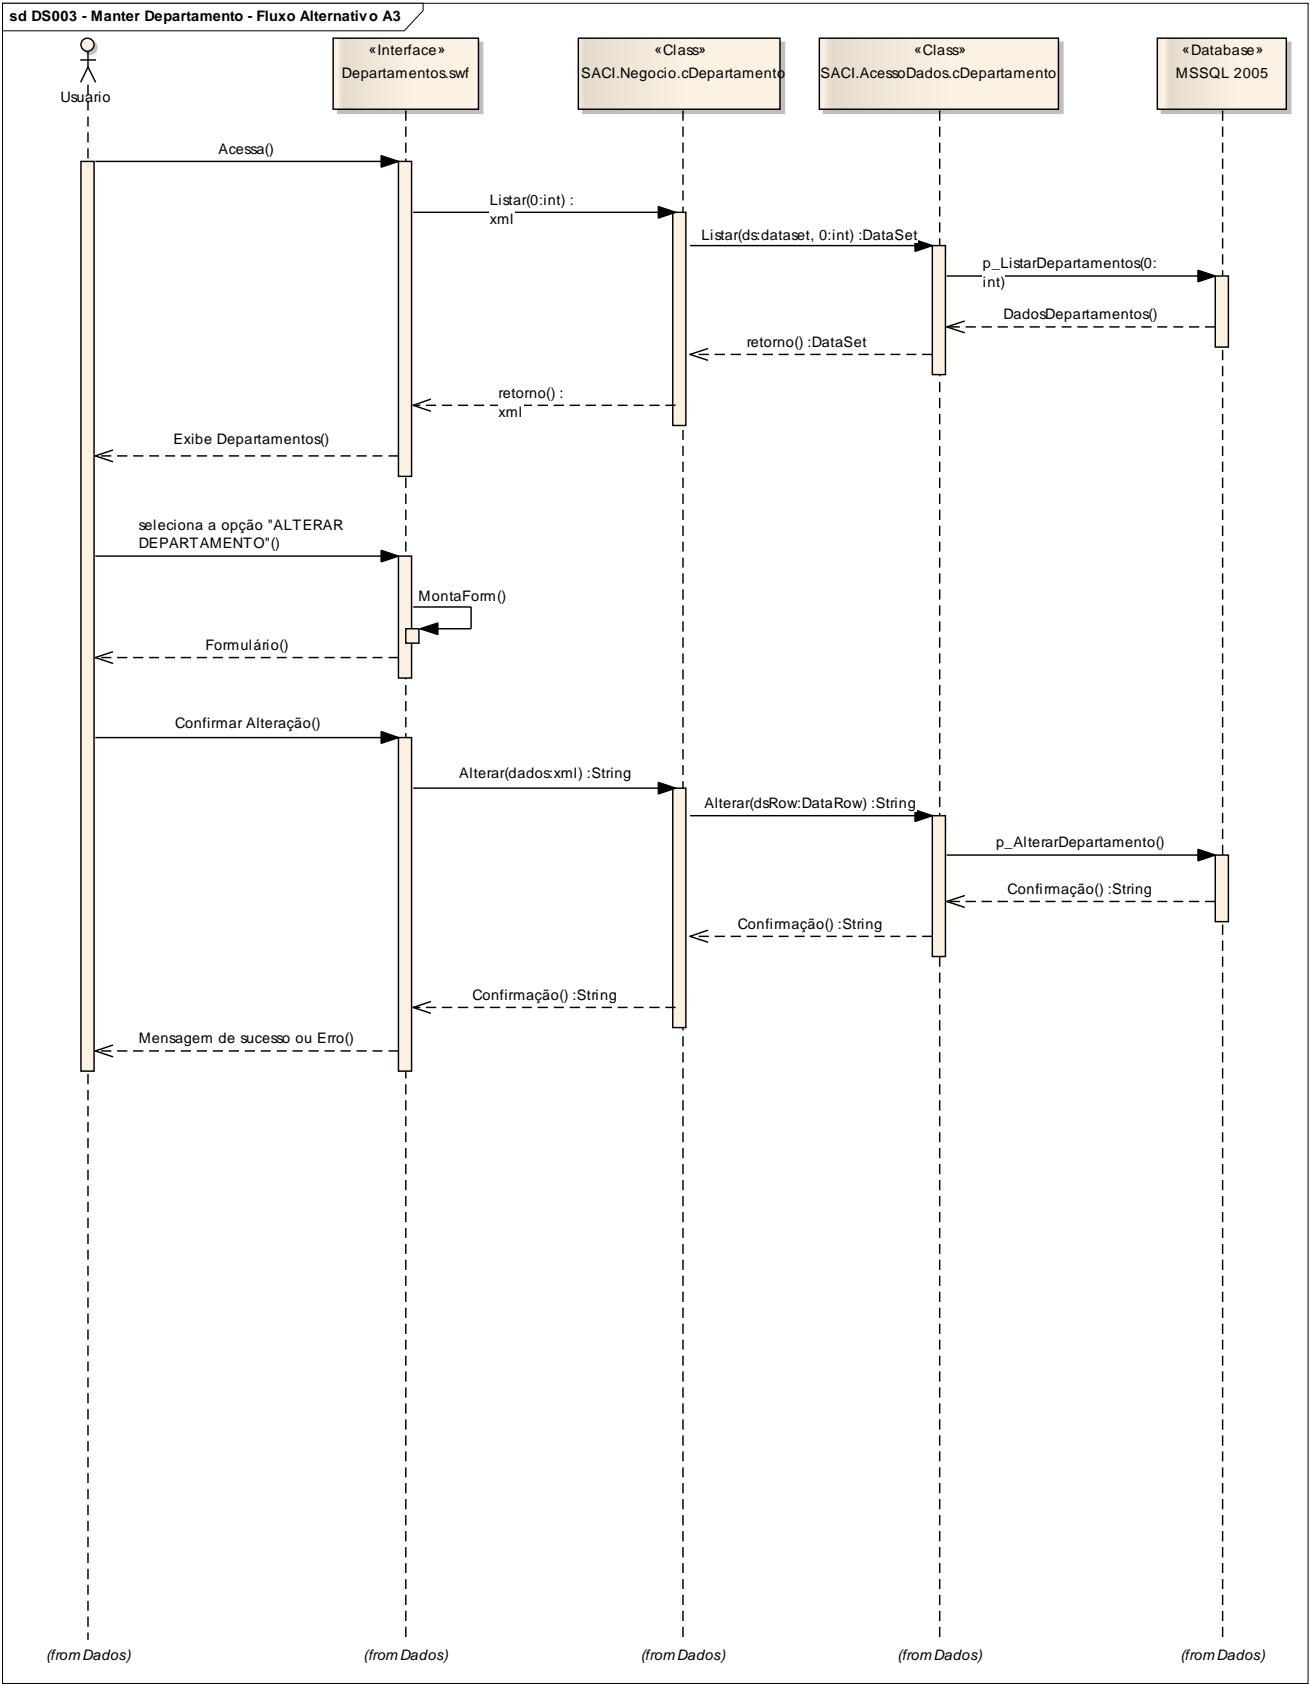 sd DS003 - Manter Departamento - Fluxo Alternativo A3
Usuário
«Interface»
Departamentos.swf
«Class»
SACI.Negocio.cDepartamento
«Class»
SACI.AcessoDados.cDepartamento
«Database»
MSSQL 2005
Acessa()
Listar(0:int) :
xml
Listar(ds:dataset, 0:int) :DataSet
p_ListarDepartamentos(0:
int)
DadosDepartamentos()
retorno() :DataSet
retorno() :
xml
Exibe Departamentos()
seleciona a opção "ALTERAR
DEPARTAMENTO"()
MontaForm()
Formulário()
Confirmar Alteração()
Alterar(dados:xml) :String
Alterar(dsRow:DataRow) :String
p_AlterarDepartamento()
Confirmação() :String
Confirmação() :String
Confirmação() :String
Mensagem de sucesso ou Erro()
(from Dados)
(from Dados)
(from Dados)
(from Dados)
(from Dados)